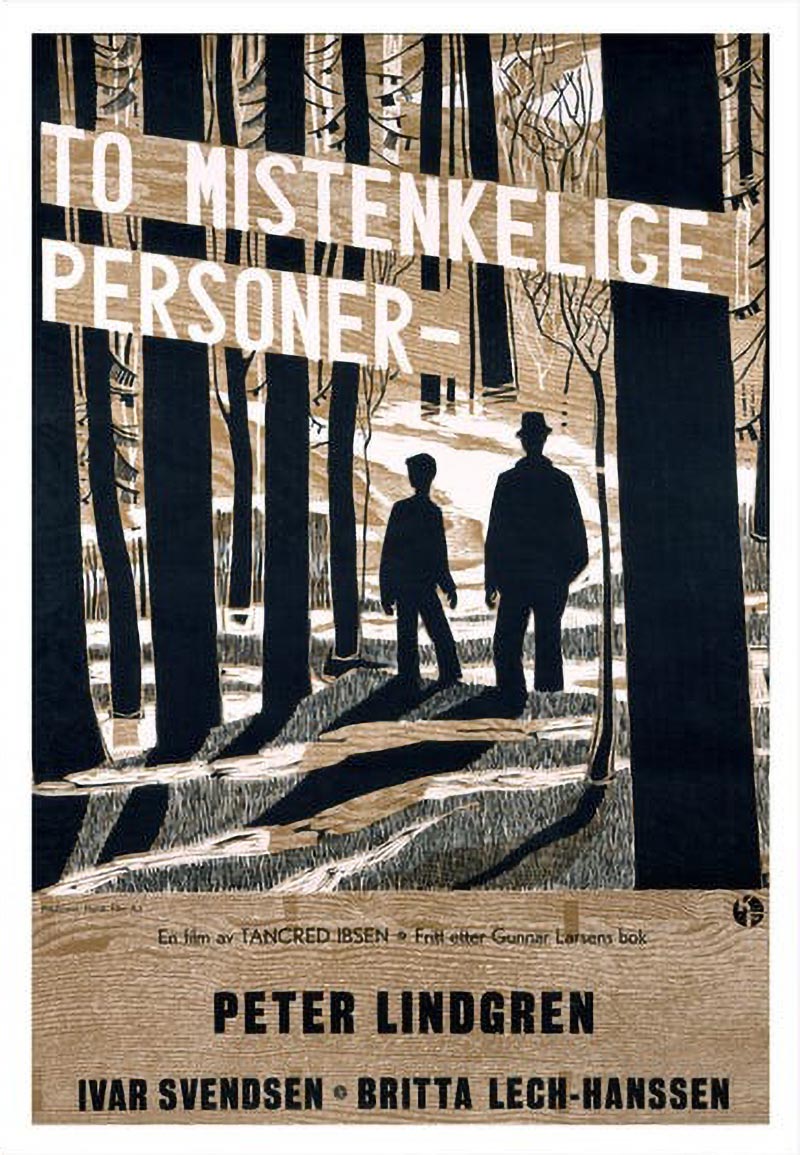 TO MISTENKELIGE
PERSONER-
En film av TANCRED IBSEN • Fritt etter Gunnar Larsens bok
PETER LINDGREN
IVAR SVENDSEN • BRITTA LECH-HANSSEN